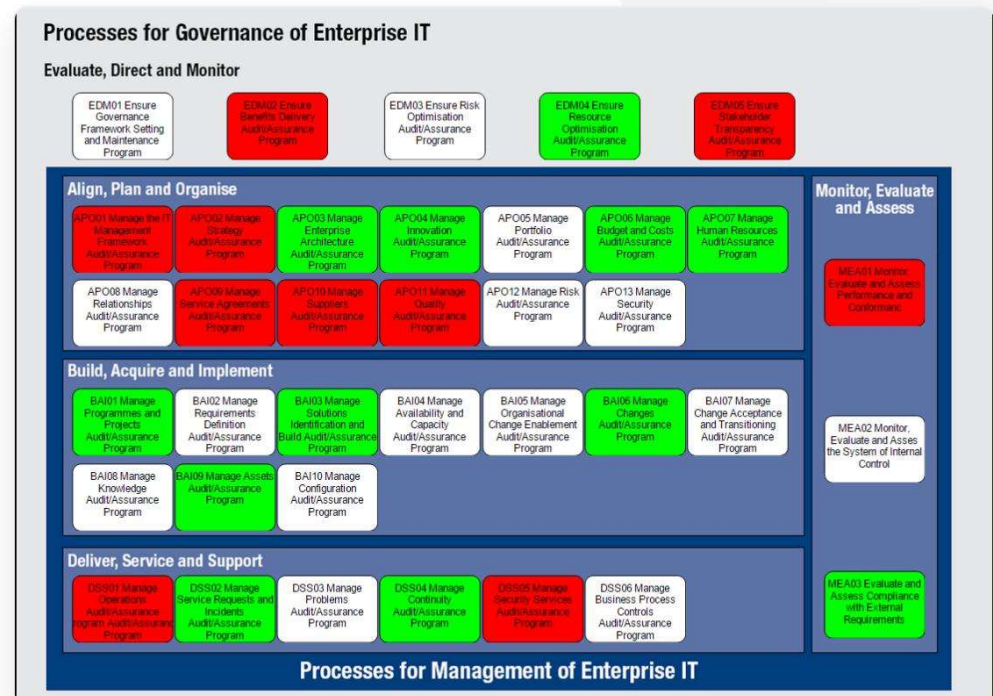 Processes for Governance of Enterprise IT
Evaluate, Direct and Monitor
EDM01 Ensure
Governance
Framework Setting
and Maintenance
Program
EDM02 Ensure
Benefits Delivery
Audit/Assurance
Program
EDM03 Ensure Risk
Optimisation
Audit/Assurance
Program
EDM04 Ensure
Resource
Optimisation
Audit/Assurance
Program
EDM05 Ensure
Stakeholder
Transparency
Audit/Assurance
Program
Align, Plan and Organise
APO01 Manage the IT
Management
Framework
Audit/Assurance
Program
APO02 Manage
Strategy
Audit/Assurance
Program
APO03 Manage
Enterprise
Architecture
Audit/Assurance
Program
APO04 Manage
Innovation
Audit/Assurance
Program
APO05 Manage
Portfolio
Audit/Assurance
Program
APO06 Manage
Budget and Costs
Audit/Assurance
Program
APO07 Manage
Human Resources
Audit/Assurance
Program
APO08 Manage
Relationships
Audit/Assurance
Program
APO09 Manage
Service Agreements
Audit/Assurance
Program
APO10 Manage
Suppliers
Audit/Assurance
Program
APO11 Manage
Quality
Audit/Assurance
Program
APO12 Manage Risk
Audit/Assurance
Program
APO13 Manage
Security
Audit/Assurance
Program
Build, Acquire and Implement
BAI01 Manage
Programmes and
Projects
Audit/Assurance
Program
BAI02 Manage
Requirements
Definition
Audit/Assurance
Program
BAI03 Manage
Solutions
Identification and
Build Audit/Assurance
Program
BAI04 Manage
Availability and
Capacity
Audit/Assurance
Program
BAI05 Manage
Organisational
Change Enablement
Audit/Assurance
Program
BAI06 Manage
Changes
Audit/Assurance
Program
BAI07 Manage
Change Acceptance
and Transitioning
Audit/Assurance
Program
BAI08 Manage
Knowledge
Audit/Assurance
Program
BAI09 Manage Assets
Audit/Assurance
Program
BAI10 Manage
Configuration
Audit/Assurance
Program
Deliver, Service and Support
DSS01 Manage
Operations
Audit/Assurance
rogram Audit/Assuranc
Program
DSS02 Manage
Service Requests and
Incidents
Audit/Assurance
Program
DSS03 Manage
Problems
Audit/Assurance
Program
DSS04 Manage
Continuity
Audit/Assurance
Program
DSS05 Manage
Security Services
Audit/Assurance
Program
DSS06 Manage
Business Process
Controls
Audit/Assurance
Program
Monitor, Evaluate
and Assess
MEA01 Monitor,
Evaluate and Assess
Performance and
Conformanc
MEA02 Monitor,
Evaluate and Asses
the System of Internal
Control
MEA03 Evaluate and
Assess Compliance
with External
Requirements
Processes for Management of Enterprise IT